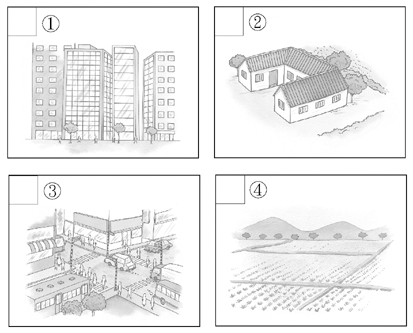 ①
②
③
④